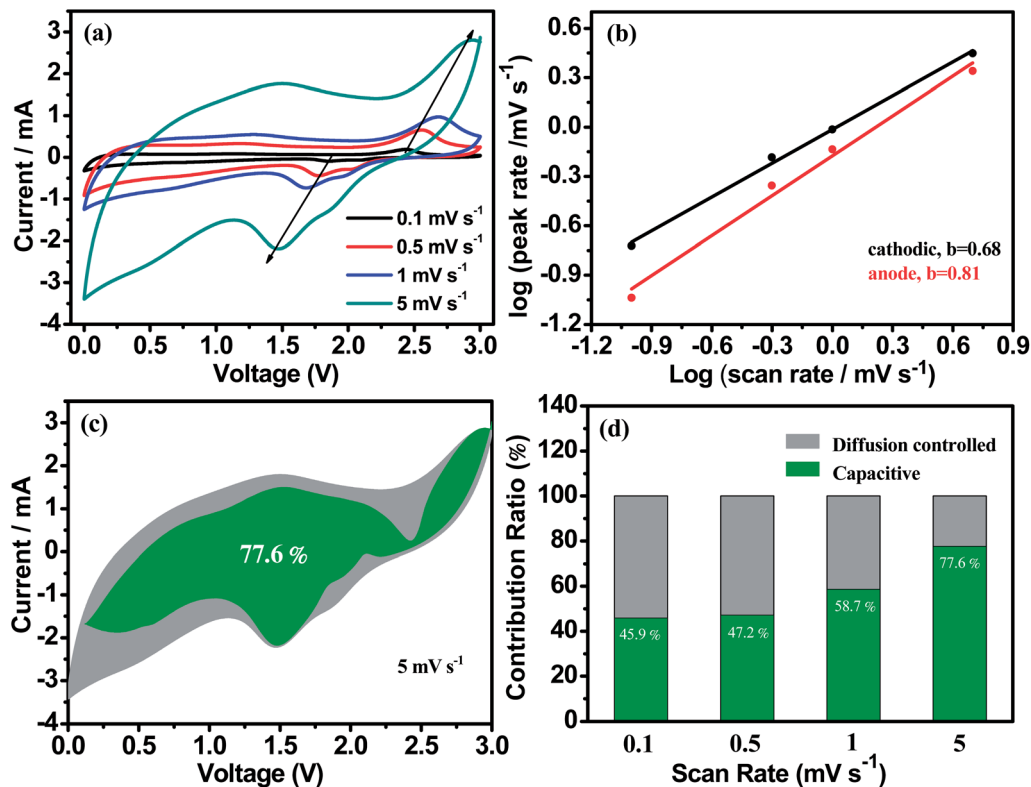 (a)
3
2
1
0
-1
-2
-3
-4
Current / mA
0.1 mV s⁻¹
0.5 mV s⁻¹
1 mV s⁻¹
5 mV s⁻¹
0.0 0.5 1.0 1.5 2.0 2.5 3.0
Voltage (V)
(b)
0.6
0.3
0.0
-0.3
-0.6
-0.9
-1.2
log (peak rate /mV s⁻¹)
cathodic, b=0.68
anode, b=0.81
-1.2 -0.9 -0.6 -0.3 0.0 0.3 0.6 0.9
Log (scan rate / mV s⁻¹)
(c)
3
2
1
0
-1
-2
-3
-4
Current / mA
77.6 %
5 mV s⁻¹
0.0 0.5 1.0 1.5 2.0 2.5 3.0
Voltage (V)
(d)
140
120
100
80
60
40
20
0
Contribution Ratio (%)
Diffusion controlled
Capacitive
45.9 %
47.2 %
58.7 %
77.6 %
0.1 0.5 1 5
Scan Rate (mV s⁻¹)